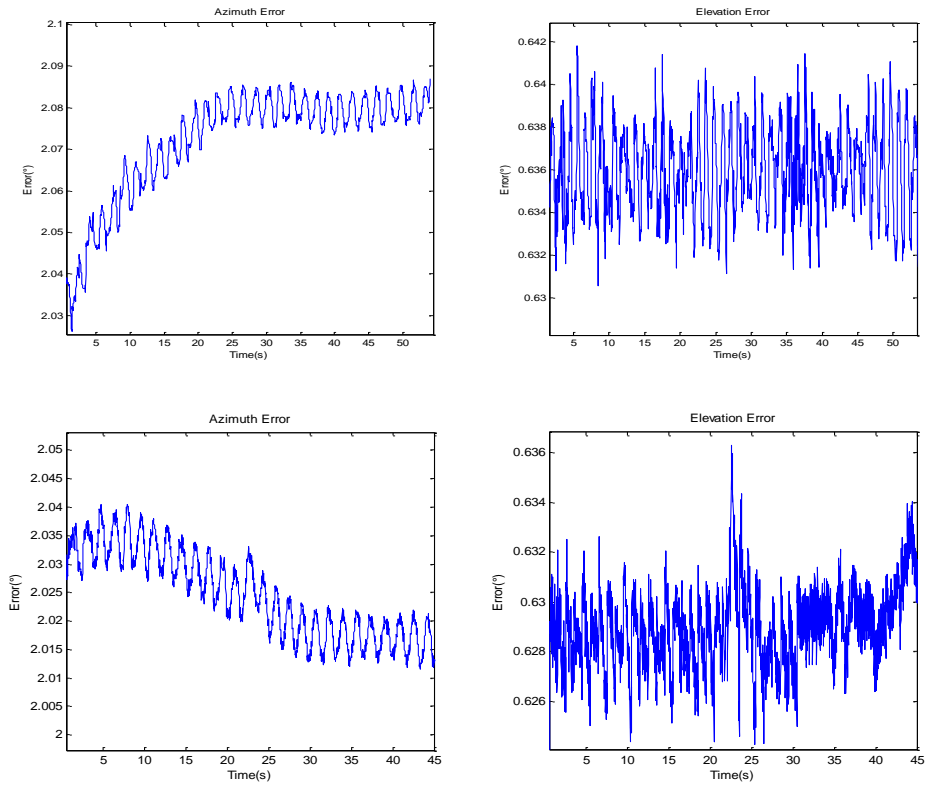 Azimuth Error
2.1
2.09
2.08
2.07
2.06
2.05
2.04
2.03
Error(°)
5 10 15 20 25 30 35 40 45 50
Time(s)
Elevation Error
0.642
0.64
0.638
0.636
0.634
0.632
0.63
Error(°)
5 10 15 20 25 30 35 40 45 50
Time(s)
Azimuth Error
2.05
2.045
2.04
2.035
2.03
2.025
2.02
2.015
2.01
2.005
2
Error(°)
5 10 15 20 25 30 35 40 45
Time(s)
Elevation Error
0.636
0.634
0.632
0.63
0.628
0.626
Error(°)
5 10 15 20 25 30 35 40 45
Time(s)